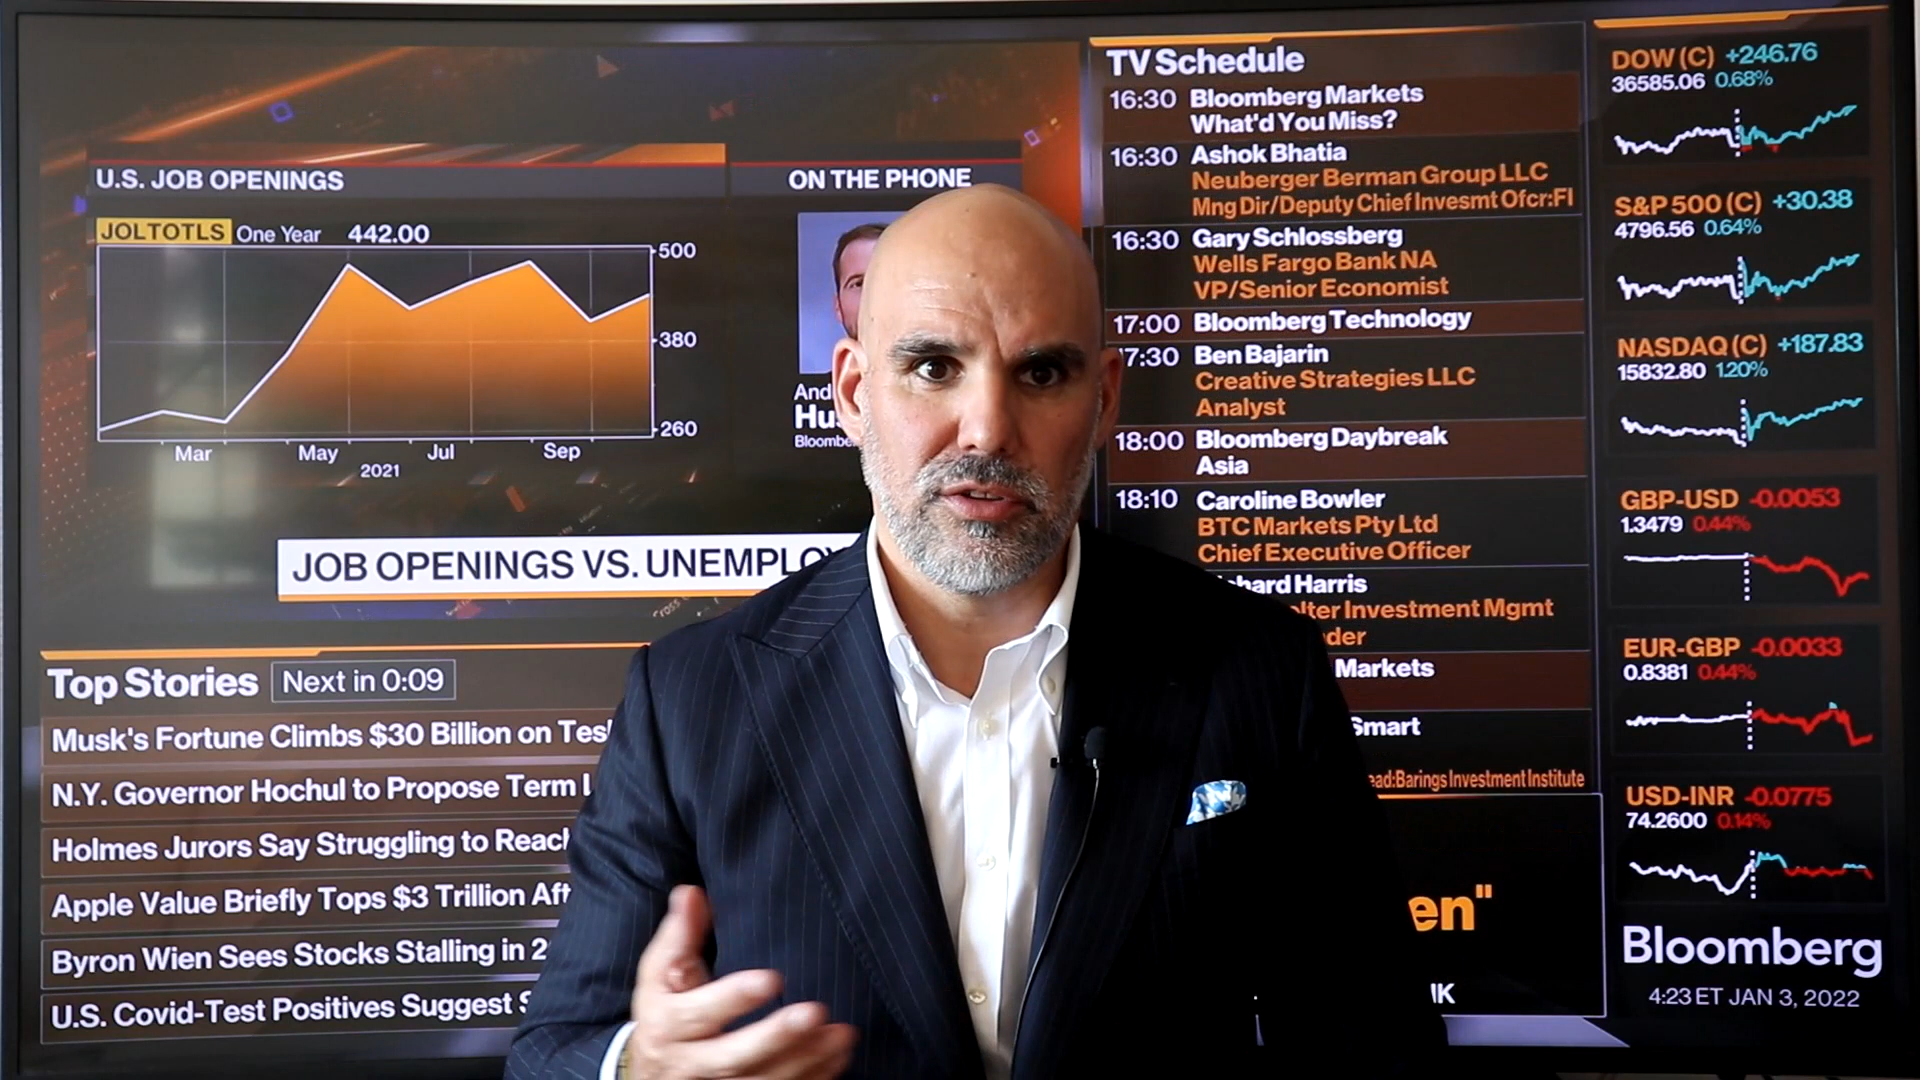 U.S. JOB OPENINGS
ON THE PHONE
JOLTOTLS One Year 442.00
500
380
260
Mar May Jul Sep
2021
Bloombe
JOB OPENINGS VS. UNEMPLO
Top Stories Next in 0:09
Musk's Fortune Climbs $30 Billion on Tesl
N.Y. Governor Hochul to Propose Term L
Holmes Jurors Say Struggling to Reach
Apple Value Briefly Tops $3 Trillion Aft
Byron Wien Sees Stocks Stalling in 2
U.S. Covid-Test Positives Suggest S
TV Schedule
16:30 Bloomberg Markets
What'd You Miss?
16:30 Ashok Bhatia
Neuberger Berman Group LLC
Mng Dir/Deputy Chief Invesmt Ofcr:FI
16:30 Gary Schlossberg
Wells Fargo Bank NA
VP/Senior Economist
17:00 Bloomberg Technology
7:30 Ben Bajarin
Creative Strategies LLC
Analyst
18:00 Bloomberg Daybreak
Asia
18:10 Caroline Bowler
BTC Markets Pty Ltd
Chief Executive Officer
hard Harris
lter Investment Mgmt
der
Markets
Smart
ead:Barings Investment Institute
en"
IK
DOW (C) +246.76
36585.06 0.68%
S&P 500 (C) +30.38
4796.56 0.64%
NASDAQ (C) +187.83
15832.80 1.20%
GBP-USD -0.0053
1.3479 0.44%
EUR-GBP -0.0033
0.8381 0.44%
USD-INR -0.0775
74.2600 0.14%
Bloomberg
4:23 ET JAN 3, 2022